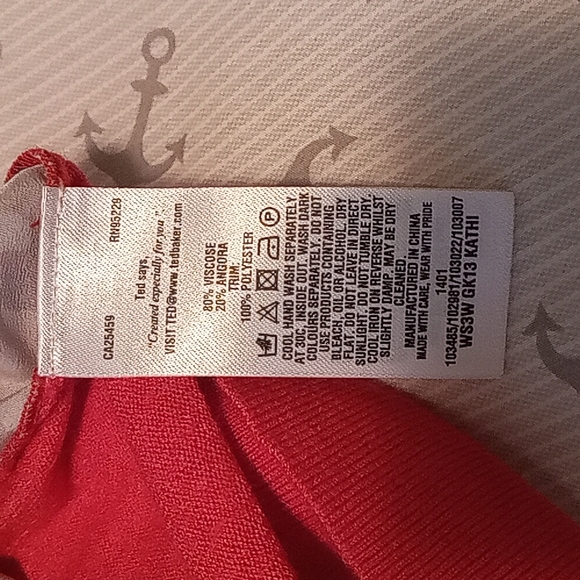 CA25459 RN95229
Ted says,
"Created especially for you"
VISIT TED@www.tedbaker.com
80% VISCOSE
20% ANGORA
TRIM
100% POLYESTER
P
COOL HAND WASH SEPARATELY
AT 30C, INSIDE OUT. WASH DARK
COLOURS SEPARATELY. DO NOT
USE PRODUCTS CONTAINING
BLEACH, OIL OR ALCOHOL. DRY
FLAT. DO NOT LEAVE IN DIRECT
SUNLIGHT. DO NOT TUMBLE DRY.
COOL IRON ON REVERSE WHILST
SLIGHTLY DAMP. MAY BE DRY
CLEANED.
MANUFACTURED IN CHINA
MADE WITH CARE, WEAR WITH PRIDE
1401
103485/102981/103022/103007
WS3W GK13 KATHI